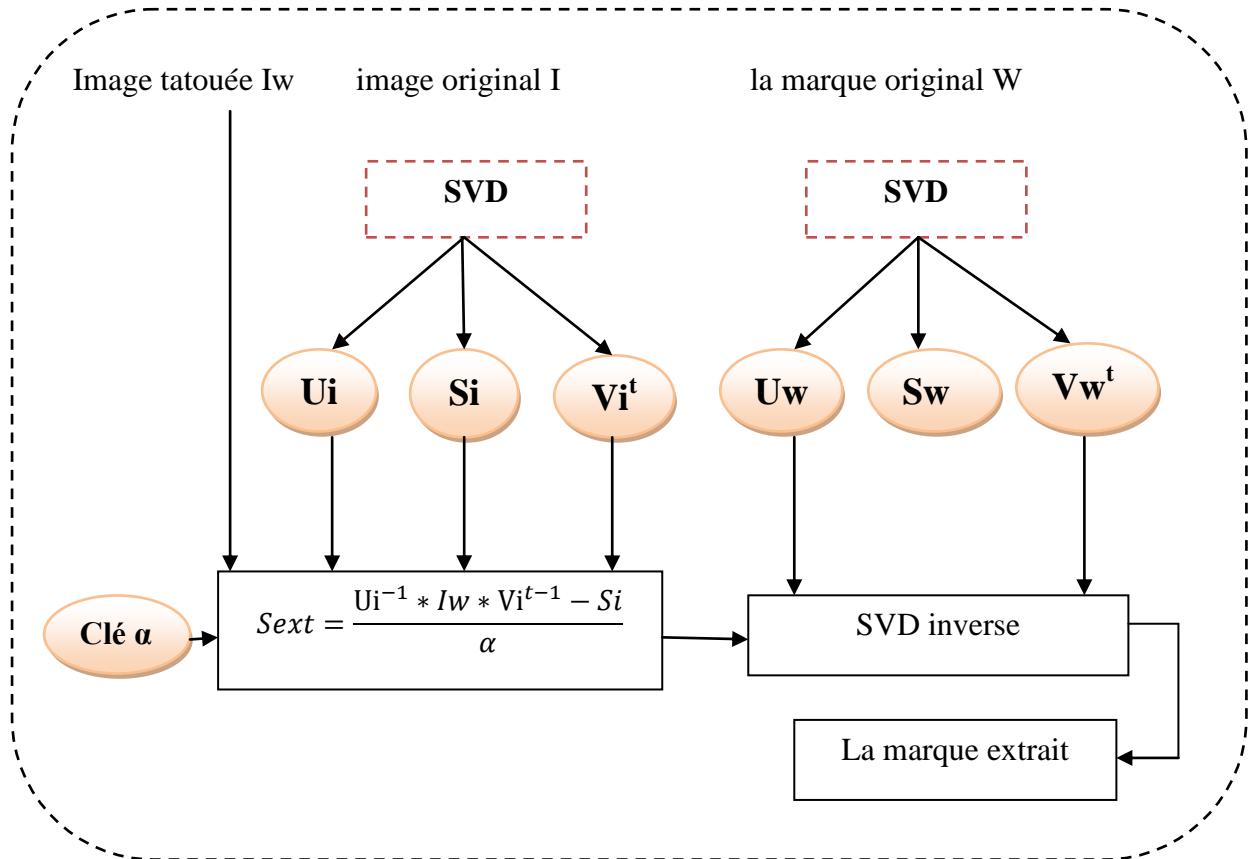 Image tatouée Iw
image original I
la marque original W
SVD
SVD
Ui
Si
Vi^t
Uw
Sw
Vw^t
Clé α
Sext = (Ui^−1 * Iw * Vi^t−1 − Si) / α
SVD inverse
La marque extrait